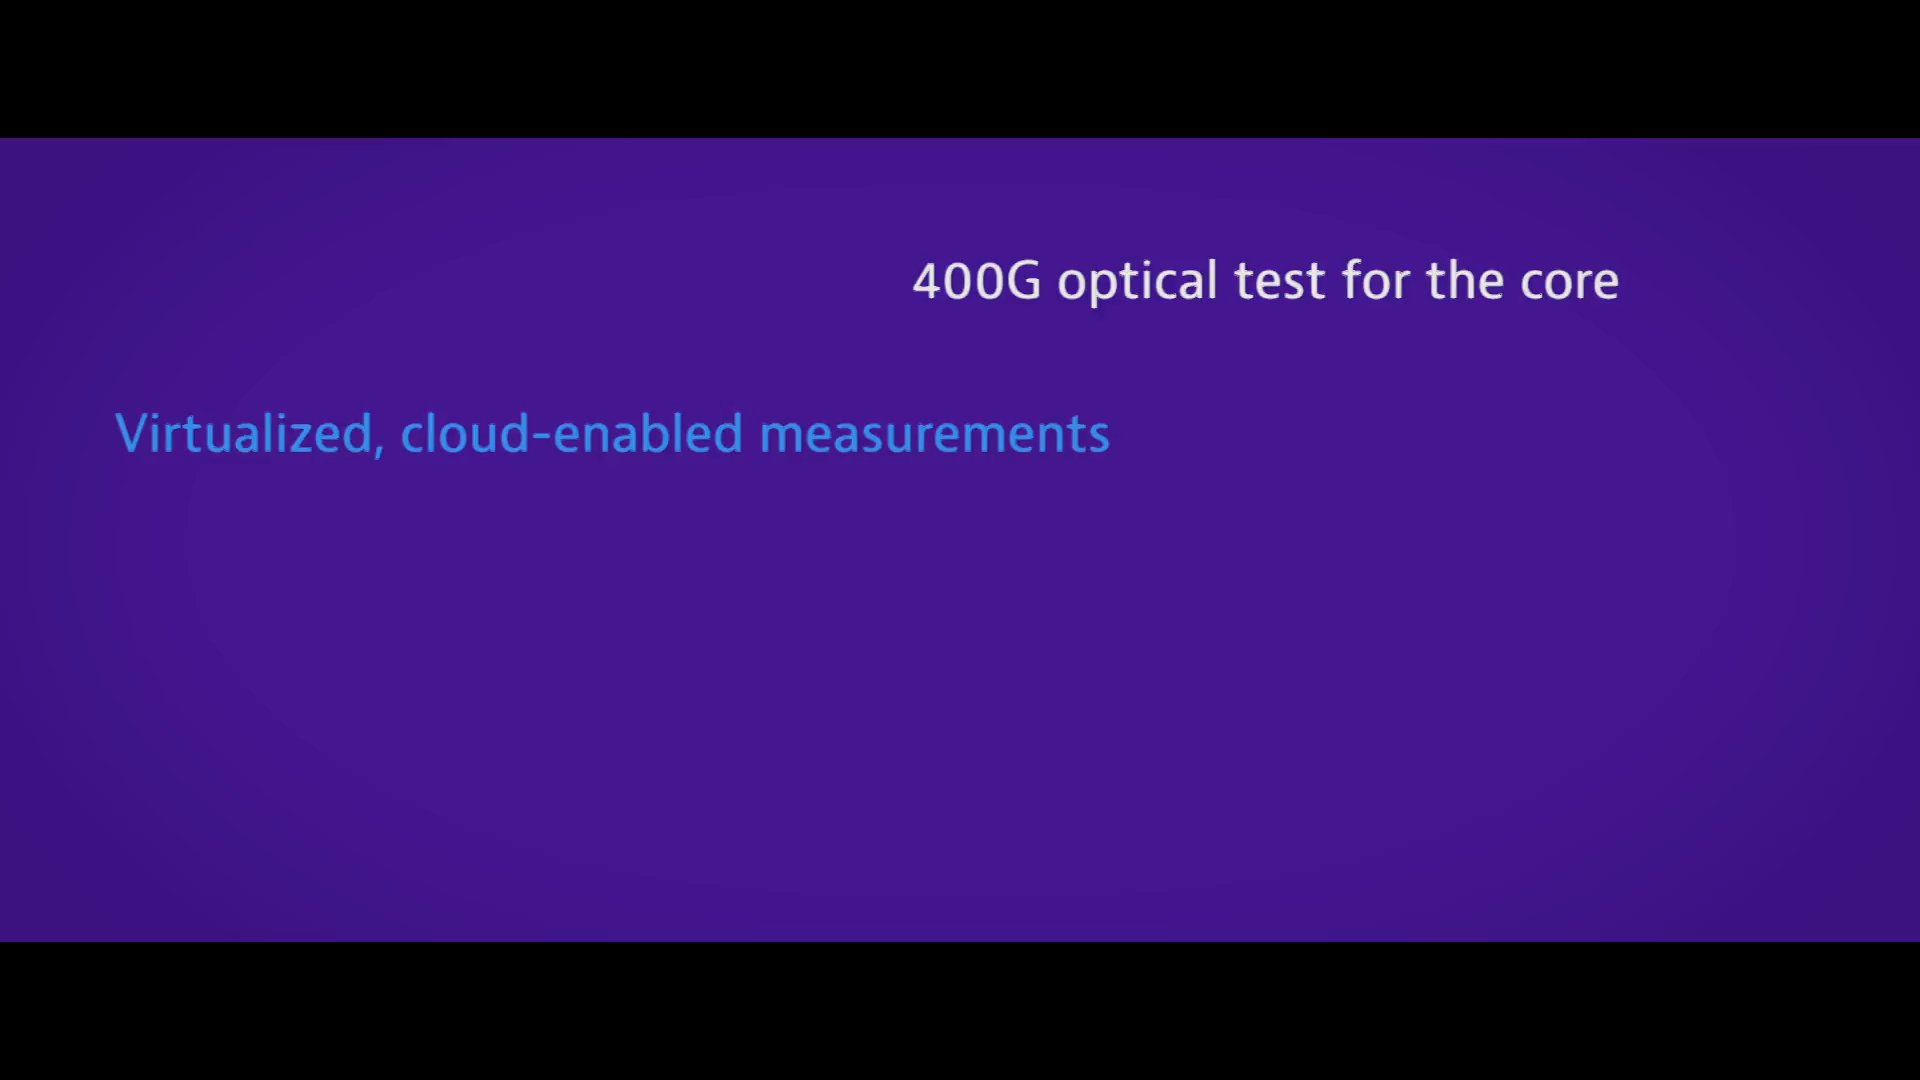 400G optical test for the core
Virtualized, cloud-enabled measurements